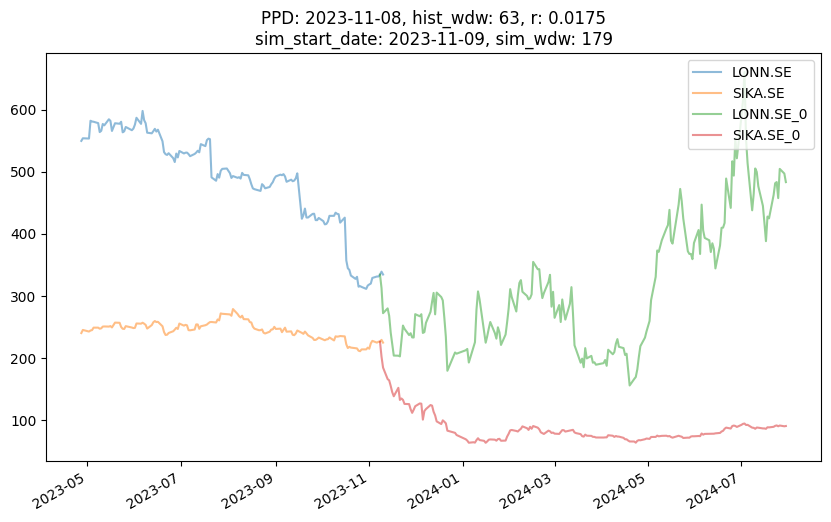 PPD: 2023-11-08, hist_wdw: 63, r: 0.0175
sim_start_date: 2023-11-09, sim_wdw: 179
LONN.SE
SIKA.SE
LONN.SE_0
SIKA.SE_0
600
500
400
300
200
100
2023-05
2023-07
2023-09
2023-11
2024-01
2024-03
2024-05
2024-07